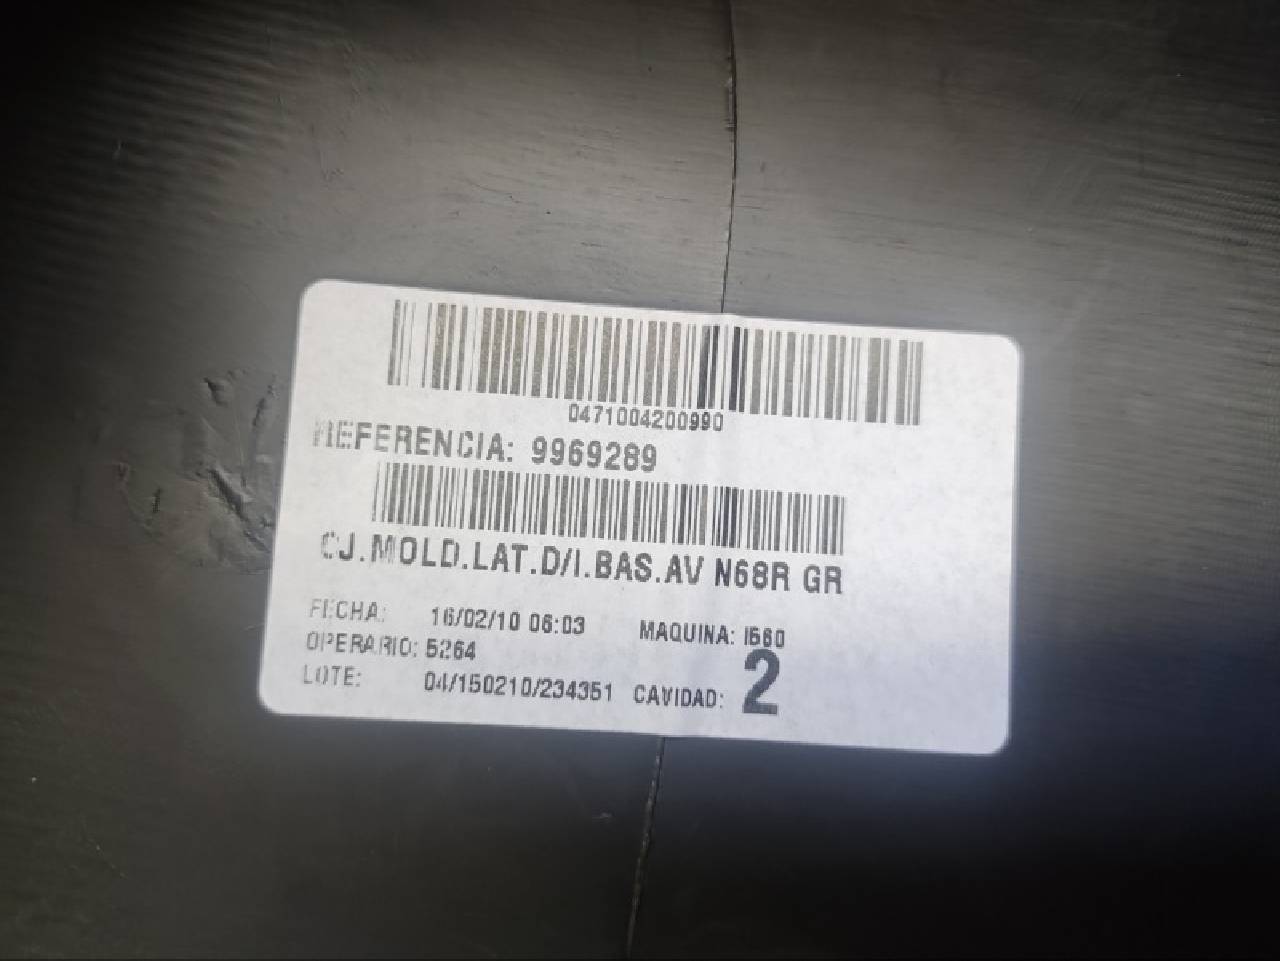 0471004200990
REFERENCIA: 9969289
CJ.MOLD.LAT.D/I.BAS.AV N68R GR
FECHA: 16/02/10 06:03 MAQUINA: I560
OPERARIO: 5264
LOTE: 04/150210/234351 CAVIDAD: 2